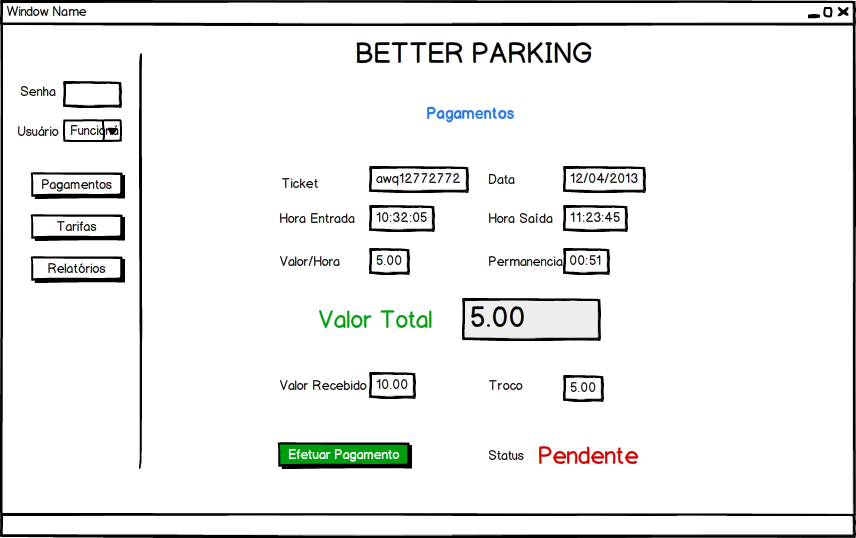 Window Name
BETTER PARKING
Senha
Pagamentos
Usuário Funcioná
Pagamentos
Ticket awq12772772 Data 12/04/2013
Tarifas
Hora Entrada 10:32:05 Hora Saída 11:23:45
Relatórios
Valor/Hora 5.00 Permanencia 00:51
Valor Total 5.00
Valor Recebido 10.00 Troco 5.00
Efetuar Pagamento Status Pendente